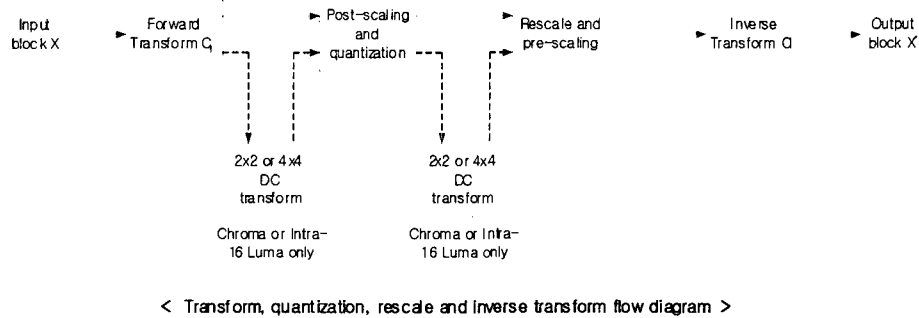 Input
block X
Forward
Transform Cf
Post-scaling
and
quantization
Rescale and
pre-scaling
Inverse
Transform Ci
Output
block X'
2x2 or 4x4
DC
transform
Chroma or Intra-
16 Luma only
2x2 or 4x4
DC
transform
Chroma or Intra-
16 Luma only
< Transform, quantization, rescale and inverse transform flow diagram >